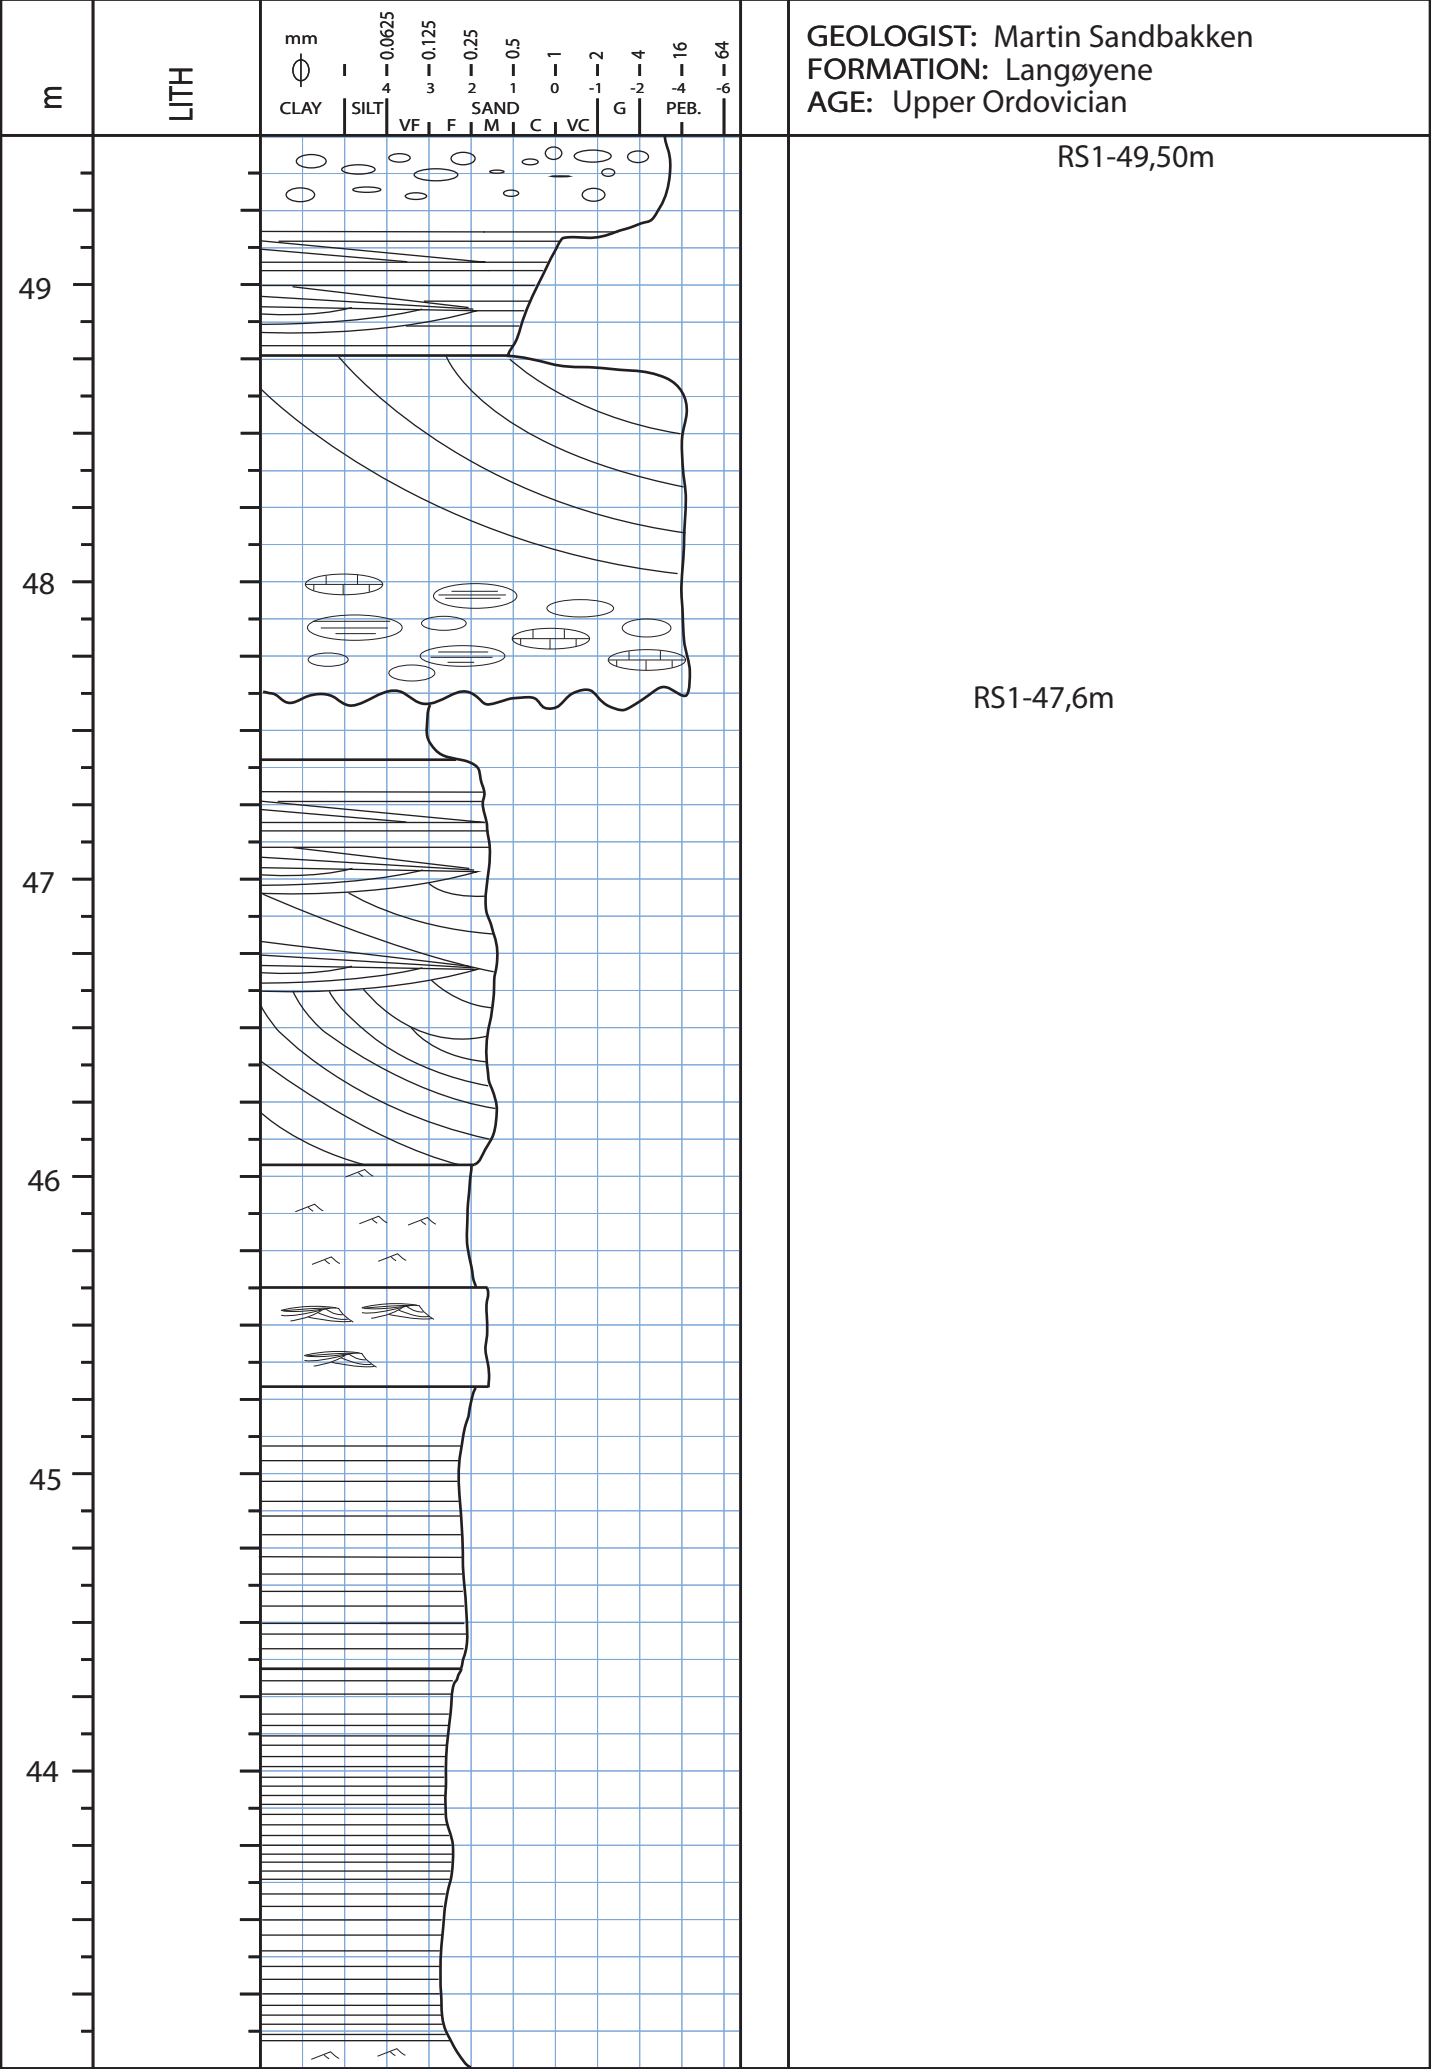 m
LITH
mm
0.0625 0.125 0.25 0.5 1 2 4 16 64
4 3 2 1 0 -1 -2 -4 -6
CLAY SILT SAND G PEB.
VF F M C VC
GEOLOGIST: Martin Sandbakken
FORMATION: Langøyene
AGE: Upper Ordovician
RS1-49,50m
49
48
RS1-47,6m
47
46
45
44